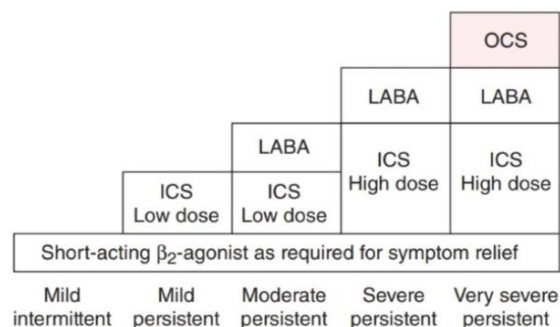 OCS
LABA
LABA
LABA
ICS
High dose
ICS
High dose
ICS
Low dose
ICS
Low dose
Short-acting β₂-agonist as required for symptom relief
Mild
intermittent
Mild
persistent
Moderate
persistent
Severe
persistent
Very severe
persistent